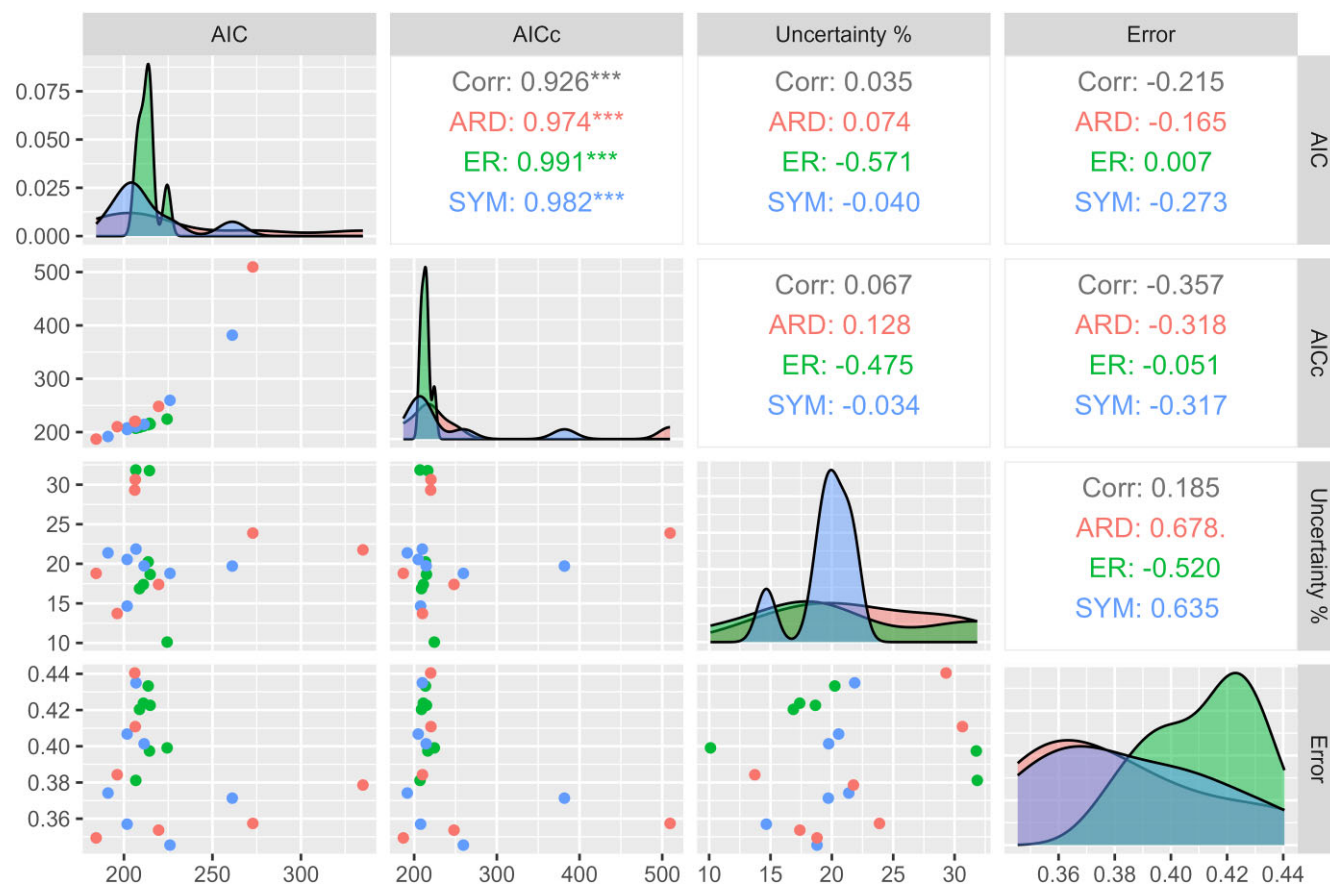 AIC
AICc
Uncertainty %
Error
0.075
0.050
0.025
0.000
Corr: 0.926***
ARD: 0.974***
ER: 0.991***
SYM: 0.982***
Corr: 0.035
ARD: 0.074
ER: -0.571
SYM: -0.040
Corr: -0.215
ARD: -0.165
ER: 0.007
SYM: -0.273
AIC
500
400
300
200
Corr: 0.067
ARD: 0.128
ER: -0.475
SYM: -0.034
Corr: -0.357
ARD: -0.318
ER: -0.051
SYM: -0.317
AICc
30
25
20
15
10
Corr: 0.185
ARD: 0.678.
ER: -0.520
SYM: 0.635
Uncertainty %
0.44
0.42
0.40
0.38
0.36
Error
200 250 300
200 300 400 500
10 15 20 25 30
0.36 0.38 0.40 0.42 0.44